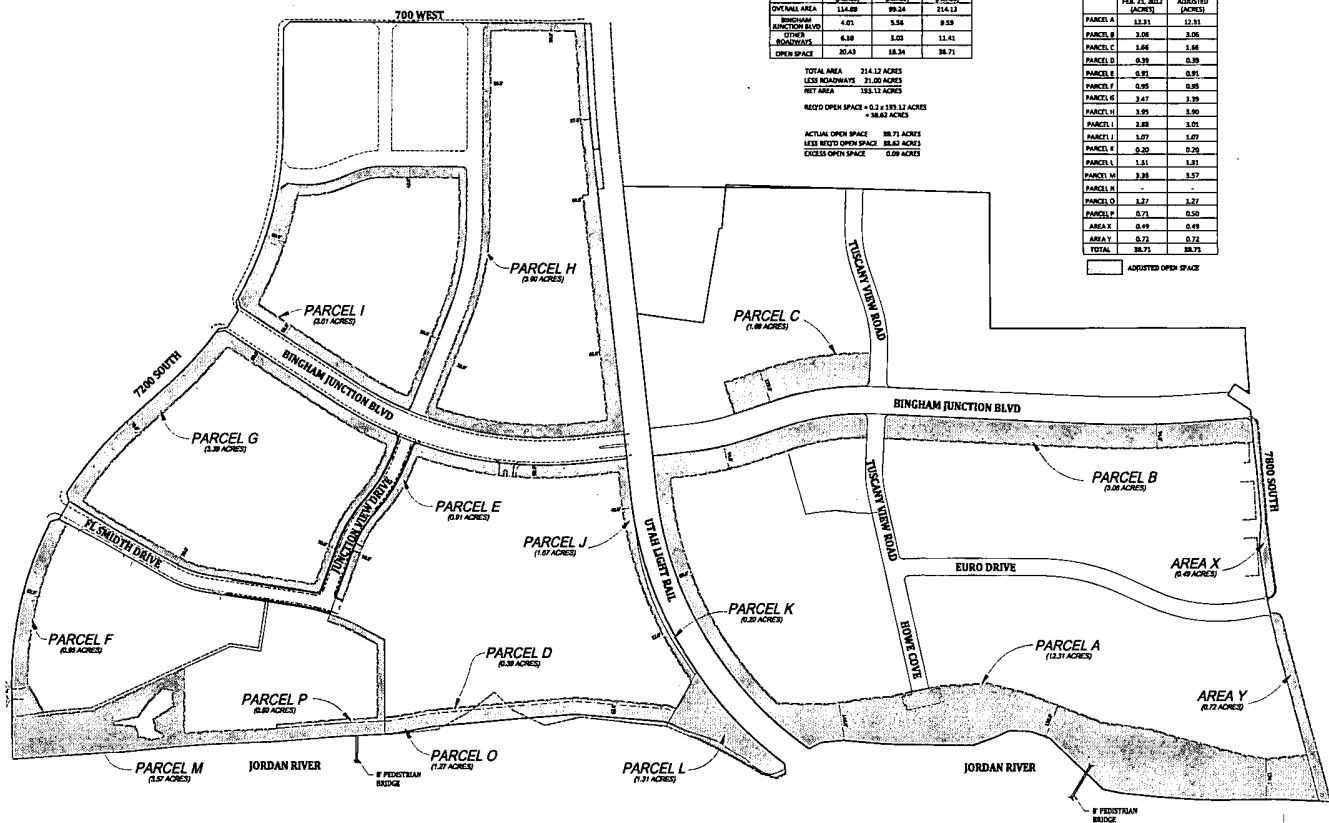 700 WEST
OVERALL AREA 114.88 99.24 214.12
BINGHAM JUNCTION BLVD 4.01 5.58 9.59
OTHER ROADWAYS 6.38 5.03 11.41
OPEN SPACE 20.43 18.34 38.71
TOTAL AREA 214.12 ACRES
LESS ROADWAYS 21.00 ACRES
NET AREA 193.12 ACRES
REQ'D OPEN SPACE = 0.2 x 193.12 ACRES
= 38.62 ACRES
ACTUAL OPEN SPACE 38.71 ACRES
LESS REQ'D OPEN SPACE 38.62 ACRES
EXCESS OPEN SPACE 0.09 ACRES
FEB. 23, 2012 (ACRES) ADJUSTED (ACRES)
PARCEL A 12.31 12.31
PARCEL B 3.06 3.06
PARCEL C 1.66 1.66
PARCEL D 0.39 0.39
PARCEL E 0.91 0.91
PARCEL F 0.95 0.95
PARCEL G 3.47 3.39
PARCEL H 3.95 3.90
PARCEL I 2.88 3.01
PARCEL J 1.07 1.07
PARCEL K 0.20 0.20
PARCEL L 1.31 1.31
PARCEL M 3.36 3.57
PARCEL N - -
PARCEL O 1.27 1.27
PARCEL P 0.71 0.50
AREA X 0.49 0.49
AREA Y 0.72 0.72
TOTAL 38.71 38.71
ADJUSTED OPEN SPACE
PARCEL H
(3.90 ACRES)
PARCEL I
(3.01 ACRES)
PARCEL C
TUSCANY VIEW ROAD
7200 SOUTH
BINGHAM JUNCTION BLVD
BINGHAM JUNCTION BLVD
PARCEL G
(3.39 ACRES)
PARCEL E
(0.91 ACRES)
PARCEL B
(3.06 ACRES)
7800 SOUTH
JUNCTION VIEW DRIVE
FL SMIDTH DRIVE
PARCEL J
(1.07 ACRES)
UTAH LIGHT RAIL
TUSCANY VIEW ROAD
EURO DRIVE
AREA X
(0.49 ACRES)
PARCEL K
(0.20 ACRES)
HOWE COVE
PARCEL F
(0.95 ACRES)
PARCEL D
(0.39 ACRES)
PARCEL A
(12.31 ACRES)
PARCEL P
(0.50 ACRES)
AREA Y
(0.72 ACRES)
PARCEL M
(3.57 ACRES)
JORDAN RIVER
8' PEDISTRIAN
BRIDGE
PARCEL O
(1.27 ACRES)
PARCEL L
(1.31 ACRES)
JORDAN RIVER
8' PEDISTRIAN
BRIDGE